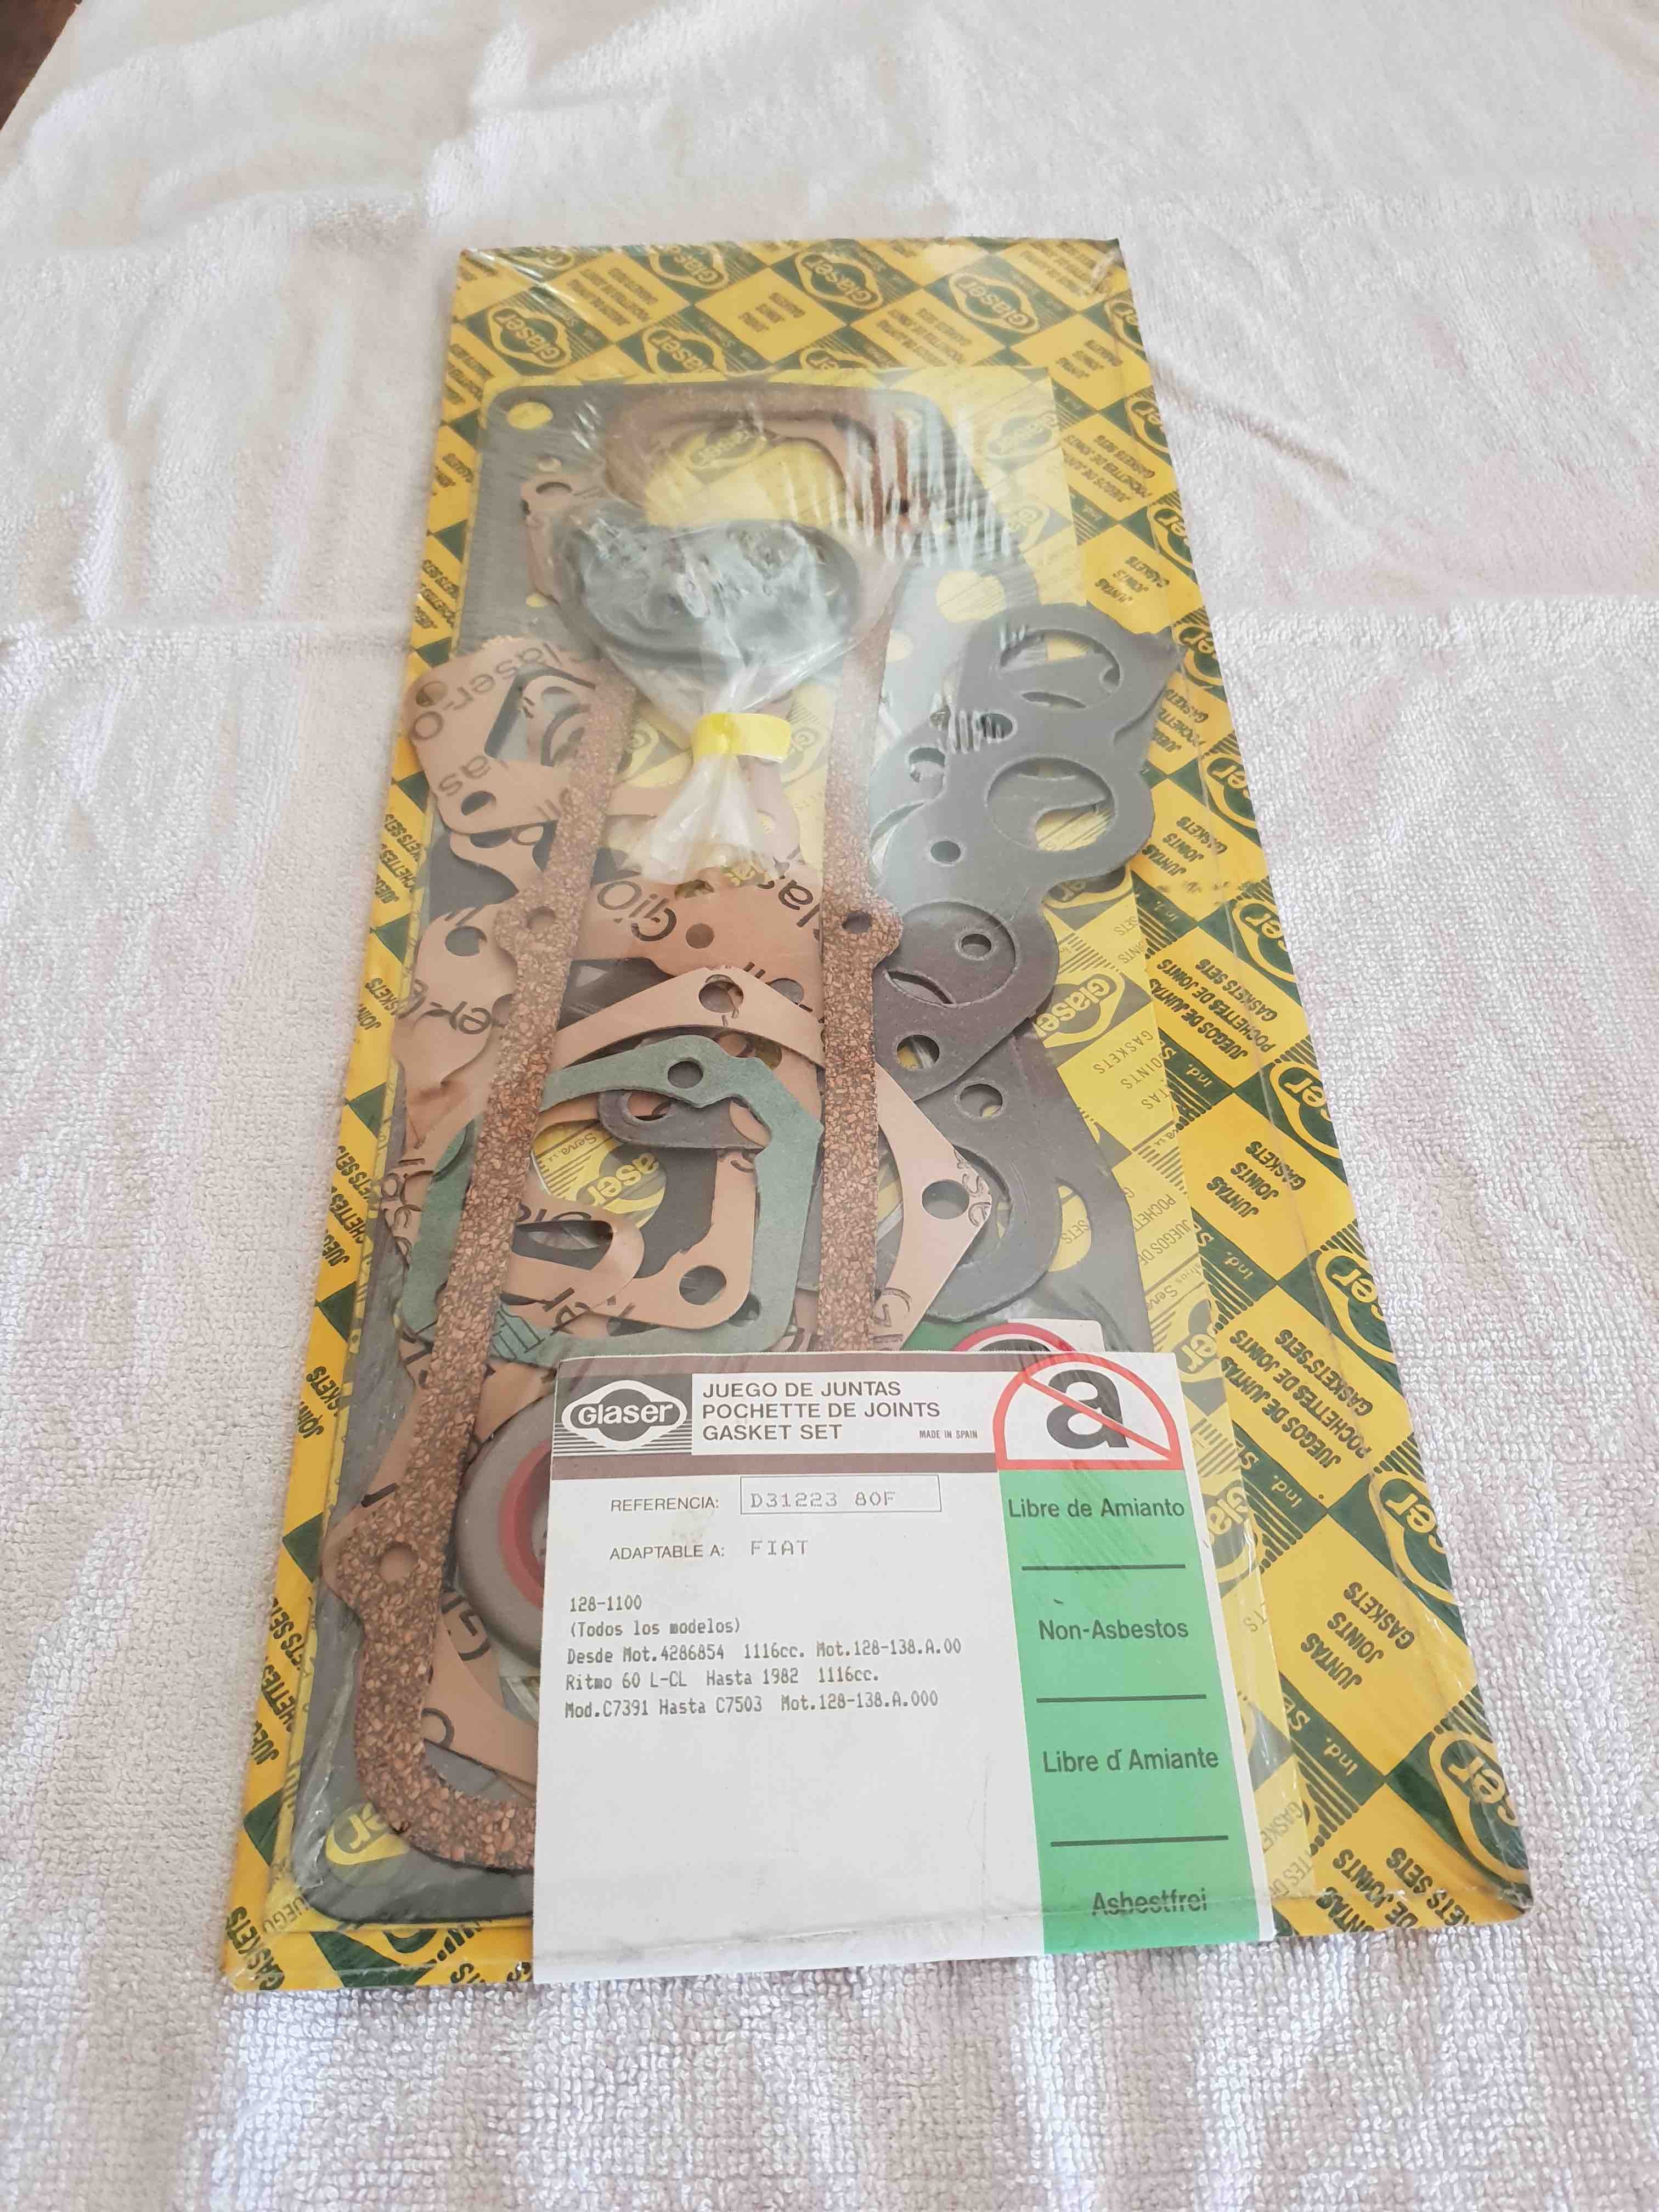 Glaser
JUEGO DE JUNTAS
POCHETTE DE JOINTS
GASKET SET
MADE IN SPAIN
a
REFERENCIA: D31223 80F
ADAPTABLE A: FIAT
128-1100
(Todos los modelos)
Desde Mot.4286854 1116cc. Mot.128-138.A.00
Ritmo 60 L-CL Hasta 1982 1116cc.
Mod.C7391 Hasta C7503 Mot.128-138.A.000
Libre de Amianto
Non-Asbestos
Libre d'Amiante
Asbestfrei
Glaser
JUNTAS
JOINTS
GASKETS
JUEGOS DE JUNTAS
POCHETTES DE JOINTS
GASKETS SETS